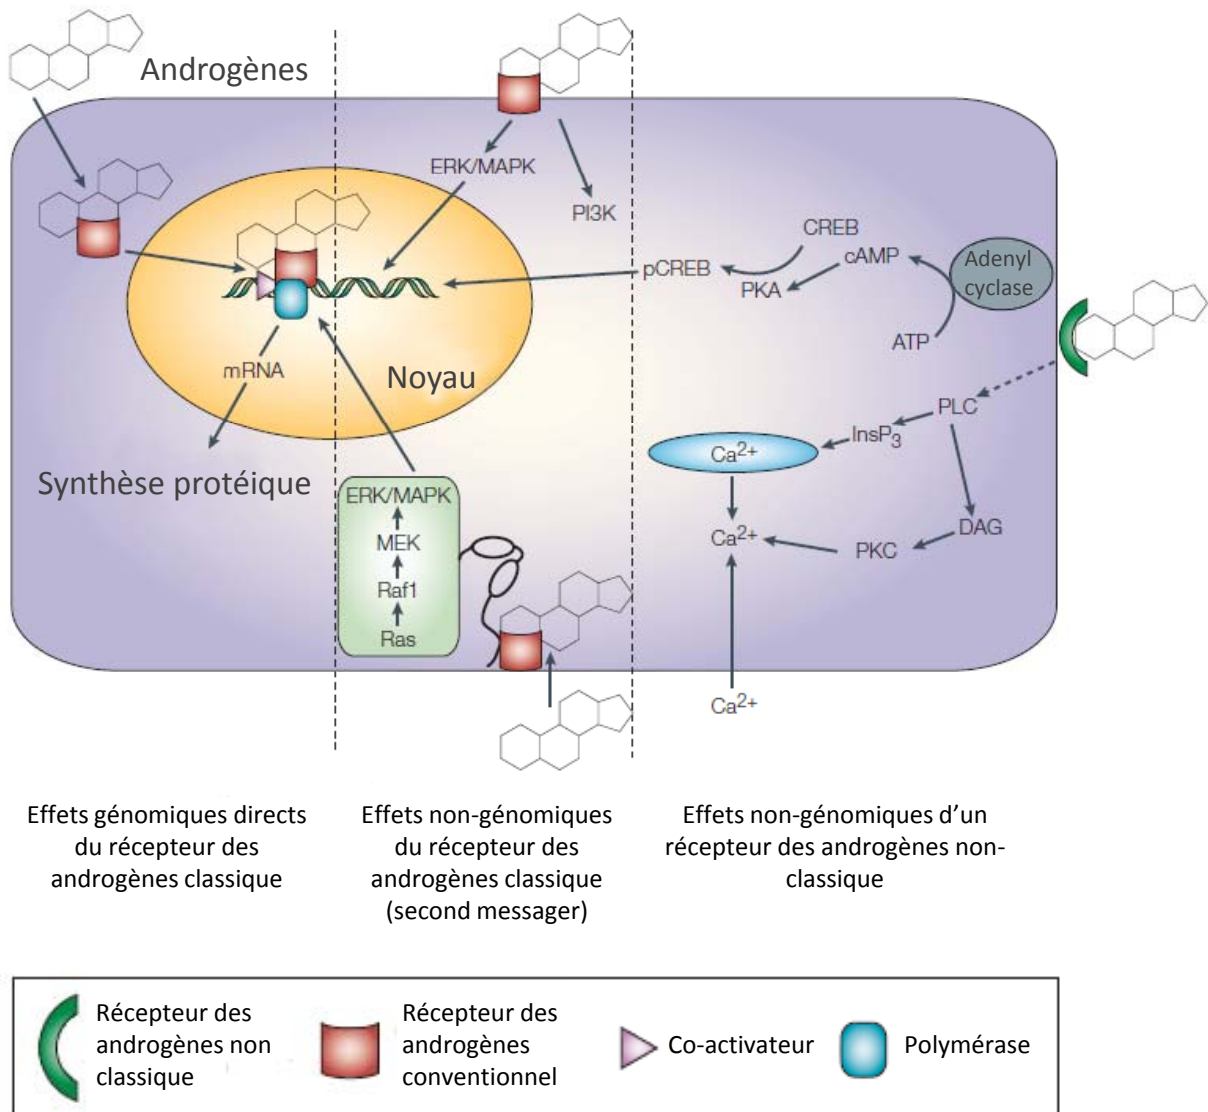 Androgènes
ERK/MAPK
PI3K
CREB
pCREB
cAMP
PKA
Adenyl
cyclase
ATP
mRNA
Noyau
PLC
InsP3
Ca2+
Synthèse protéique
ERK/MAPK
MEK
Raf1
Ras
Ca2+
PKC
DAG
Ca2+
Effets génomiques directs
du récepteur des
androgènes classique
Effets non-génomiques
du récepteur des
androgènes classique
(second messager)
Effets non-génomiques d’un
récepteur des androgènes non-
classique
Récepteur des
androgènes non
classique
Récepteur des
androgènes
conventionnel
Co-activateur
Polymérase